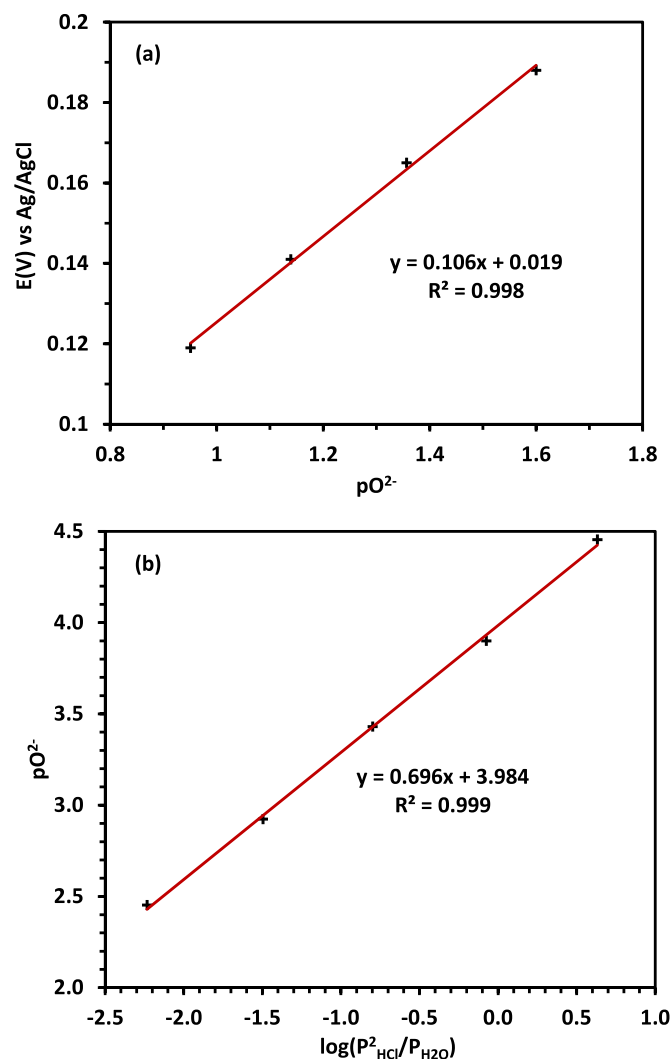 (a)
E(V) vs Ag/AgCl
0.2
0.18
0.16
0.14
0.12
0.1
y = 0.106x + 0.019
R² = 0.998
0.8 1 1.2 1.4 1.6 1.8
pO²⁻
(b)
pO²⁻
4.5
4.0
3.5
3.0
2.5
2.0
y = 0.696x + 3.984
R² = 0.999
-2.5 -2.0 -1.5 -1.0 -0.5 0.0 0.5 1.0
log(P²HCl/PH2O)